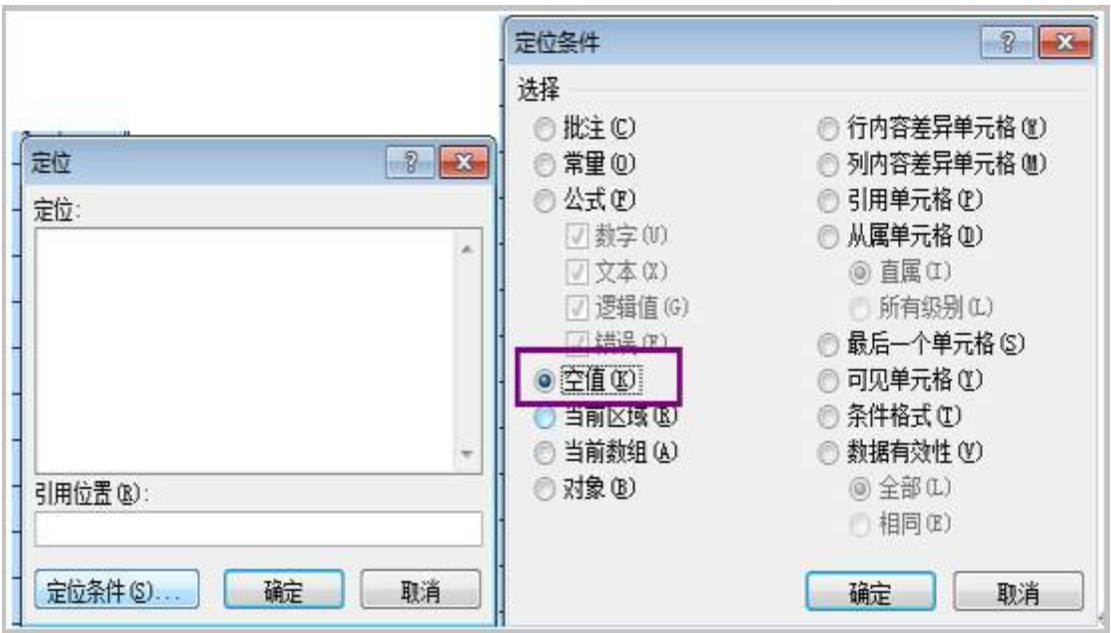 定位
定位:
引用位置(R):
定位条件(S)...
确定
取消
定位条件
选择
批注(C)
常量(O)
公式(F)
数字(U)
文本(X)
逻辑值(G)
错误(E)
空值(K)
当前区域(R)
当前数组(A)
对象(B)
行内容差异单元格(W)
列内容差异单元格(M)
引用单元格(P)
从属单元格(D)
直属(I)
所有级别(L)
最后一个单元格(S)
可见单元格(Y)
条件格式(T)
数据有效性(V)
全部(L)
相同(E)
确定
取消